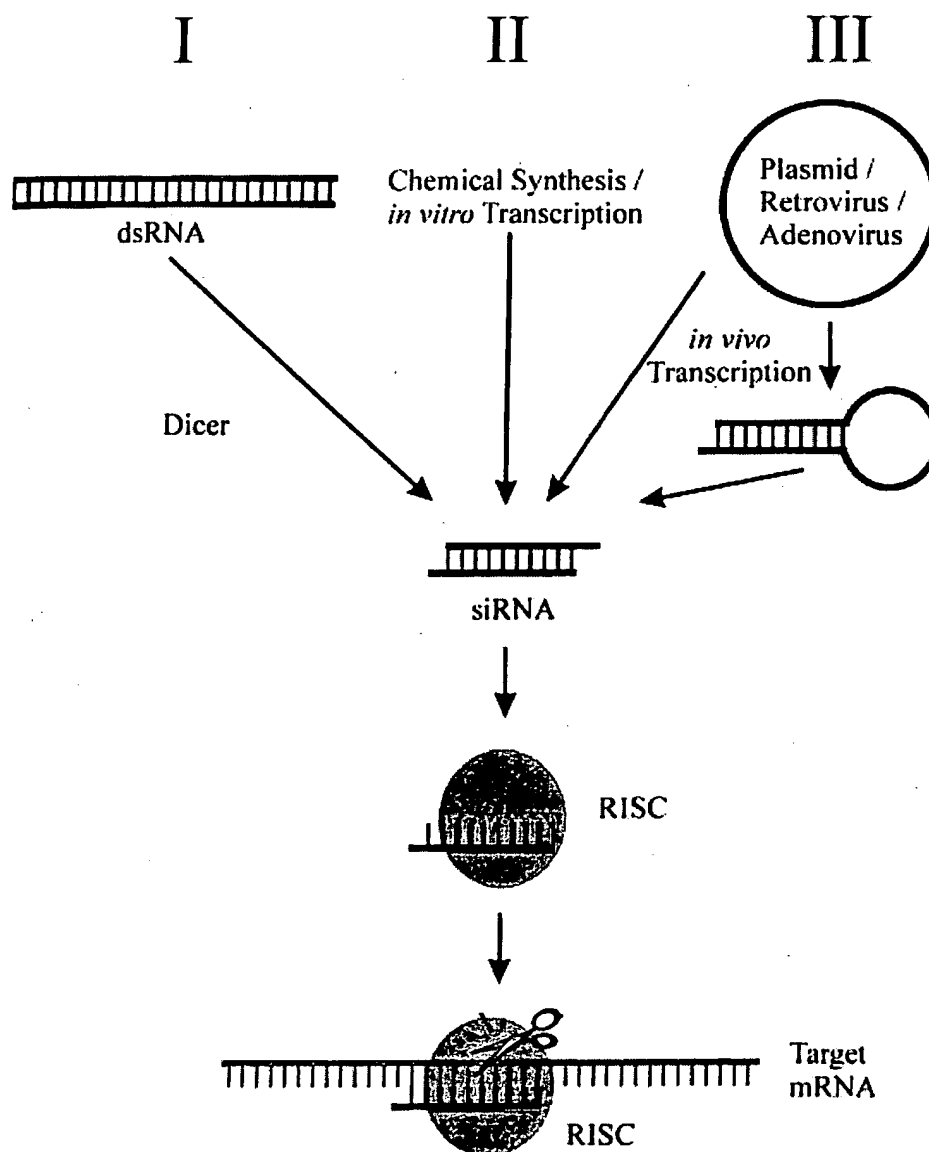 I
II
III
dsRNA
Chemical Synthesis /
in vitro Transcription
Plasmid /
Retrovirus /
Adenovirus
in vivo
Transcription
Dicer
siRNA
RISC
Target
mRNA
RISC